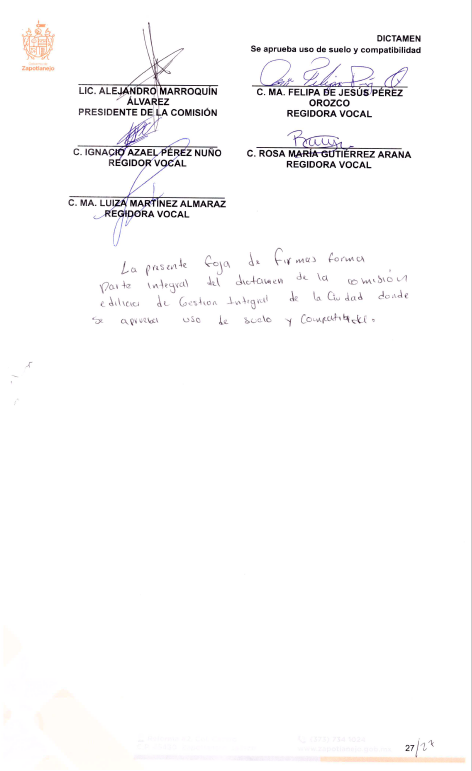 Zapotlanejo
DICTAMEN
Se aprueba uso de suelo y compatibilidad
LIC. ALEJANDRO MARROQUÍN
ÁLVAREZ
PRESIDENTE DE LA COMISIÓN
C. MA. FELIPA DE JESÚS PÉREZ
OROZCO
REGIDORA VOCAL
C. IGNACIO AZAEL PÉREZ NUÑO
REGIDOR VOCAL
C. ROSA MARÍA GUTIÉRREZ ARANA
REGIDORA VOCAL
C. MA. LUIZA MARTÍNEZ ALMARAZ
REGIDORA VOCAL
La presente foja de firmas forma
parte integral del dictamen de la comisión
edilicia de Gestion Integral de la Ciudad donde
se aprueba uso de suelo y
27/27